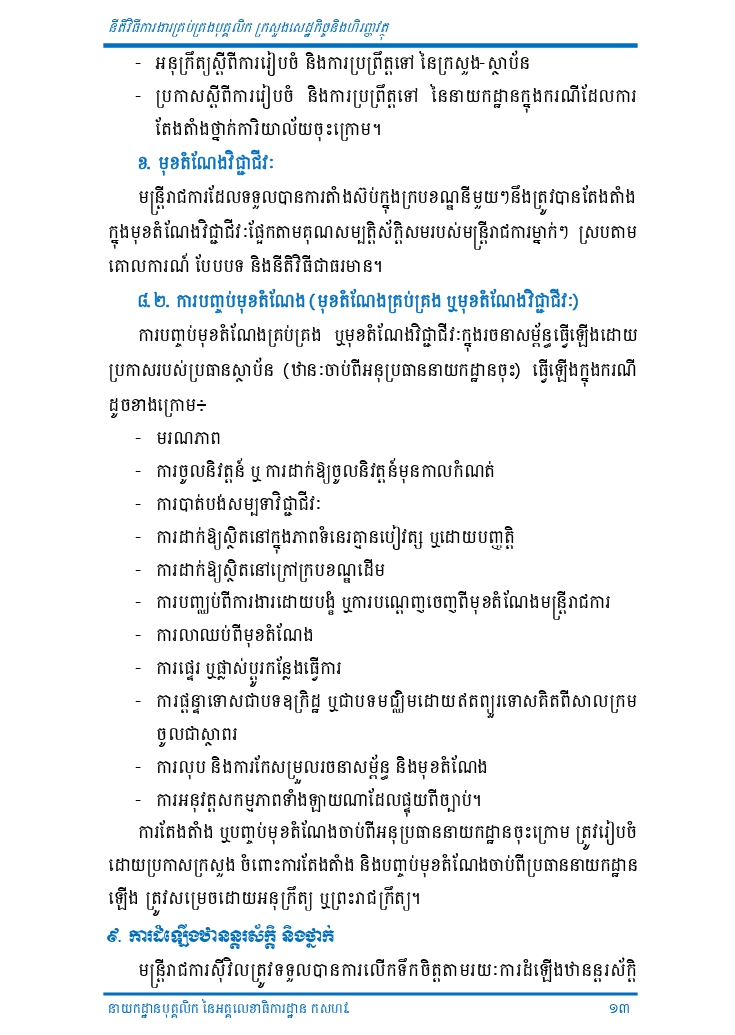 នីតិវិធីការងារគ្រប់គ្រងបុគ្គលិក ក្រសួងសេដ្ឋកិច្ចនិងហិរញ្ញវត្ថុ
- អនុក្រឹត្យស្តីពីការរៀបចំ និងការប្រព្រឹត្តទៅ នៃក្រសួង-ស្ថាប័ន
- ប្រកាសស្តីពីការរៀបចំ និងការប្រព្រឹត្តទៅ នៃនាយកដ្ឋានក្នុងករណីដែលការ
តែងតាំងថ្នាក់ការិយាល័យចុះក្រោម។
ខ. មុខតំណែងវិជ្ជាជីវៈ
មន្ត្រីរាជការដែលទទួលបានការតាំងស៊ប់ក្នុងក្របខណ្ឌនីមួយៗនឹងត្រូវបានតែងតាំង
ក្នុងមុខតំណែងវិជ្ជាជីវៈផ្អែកតាមគុណសម្បត្តិស័ក្តិសមរបស់មន្ត្រីរាជការម្នាក់ៗ ស្របតាម
គោលការណ៍ បែបបទ និងនីតិវិធីជាធរមាន។
៨.២. ការបញ្ចប់មុខតំណែង (មុខតំណែងគ្រប់គ្រង ឬមុខតំណែងវិជ្ជាជីវៈ)
ការបញ្ចប់មុខតំណែងគ្រប់គ្រង ឬមុខតំណែងវិជ្ជាជីវៈក្នុងរចនាសម្ព័ន្ធធ្វើឡើងដោយ
ប្រកាសរបស់ប្រធានស្ថាប័ន (ឋានៈចាប់ពីអនុប្រធាននាយកដ្ឋានចុះ) ធ្វើឡើងក្នុងករណី
ដូចខាងក្រោម÷
- មរណភាព
- ការចូលនិវត្តន៍ ឬ ការដាក់ឱ្យចូលនិវត្តន៍មុនកាលកំណត់
- ការបាត់បង់សម្បទាវិជ្ជាជីវៈ
- ការដាក់ឱ្យស្ថិតនៅក្នុងភាពទំនេរគ្មានបៀវត្ស ឬដោយបញ្ញត្តិ
- ការដាក់ឱ្យស្ថិតនៅក្រៅក្របខណ្ឌដើម
- ការបញ្ឈប់ពីការងារដោយបង្ខំ ឬការបណ្តេញចេញពីមុខតំណែងមន្ត្រីរាជការ
- ការលាឈប់ពីមុខតំណែង
- ការផ្ទេរ ឬផ្លាស់ប្តូរកន្លែងធ្វើការ
- ការផ្តន្ទាទោសជាបទឧក្រិដ្ឋ ឬជាបទមជ្ឈិមដោយឥតព្យួរទោសគិតពីសាលក្រម
ចូលជាស្ថាពរ
- ការលុប និងការកែសម្រួលរចនាសម្ព័ន្ធ និងមុខតំណែង
- ការអនុវត្តសកម្មភាពទាំងឡាយណាដែលផ្ទុយពីច្បាប់។
ការតែងតាំង ឬបញ្ចប់មុខតំណែងចាប់ពីអនុប្រធាននាយកដ្ឋានចុះក្រោម ត្រូវរៀបចំ
ដោយប្រកាសក្រសួង ចំពោះការតែងតាំង និងបញ្ចប់មុខតំណែងចាប់ពីប្រធាននាយកដ្ឋាន
ឡើង ត្រូវសម្រេចដោយអនុក្រឹត្យ ឬព្រះរាជក្រឹត្យ។
៩. ការដំឡើងឋានន្តរស័ក្តិ និងថ្នាក់
មន្ត្រីរាជការស៊ីវិលត្រូវទទួលបានការលើកទឹកចិត្តតាមរយៈការដំឡើងឋានន្តរស័ក្តិ
នាយកដ្ឋានបុគ្គលិក នៃអគ្គលេខាធិការដ្ឋាន កសហវ. ១៣